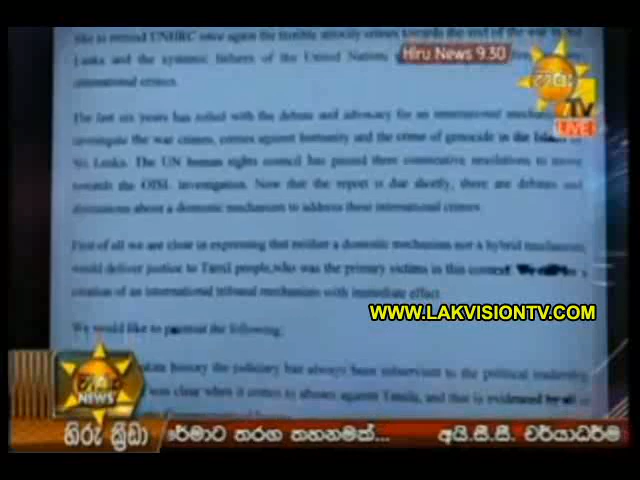 like to remind UNHRC once upon the terrible atrocity crimes towards the end of the war in Sri
Lanka and the systemic failures of the United Nations
international crimes.
Hiru News 9.30
හිරු
TV
LIVE
The last six years has rolled with the debate and advocacy for an international
investigate the war crimes, crimes against humanity and the crime of genocide in the Island of
Sri Lanka. The UN human rights council has passed three consecutive resolutions to move
towards the OISL investigation. Now that the report is due shortly, there are debates and
discussions about a domestic mechanism to address these international crimes.
First of all we are clear in expressing that neither a domestic mechanism nor a hybrid mechanism
would deliver justice to Tamil people, who was the primary victims in this context.
creation of an international tribunal mechanism with immediate effect.
WWW.LAKVISIONTV.COM
We would like to present the following:
history the judiciary has always been subservient to the political leadership
was clear when it comes to abuses against Tamils, and that is evidenced by all
හිරු
NEWS
හිරු ක්‍රීඩා
රේමාට තරග තහනමක්... අයි.සී.සී. චර්යාධර්ම